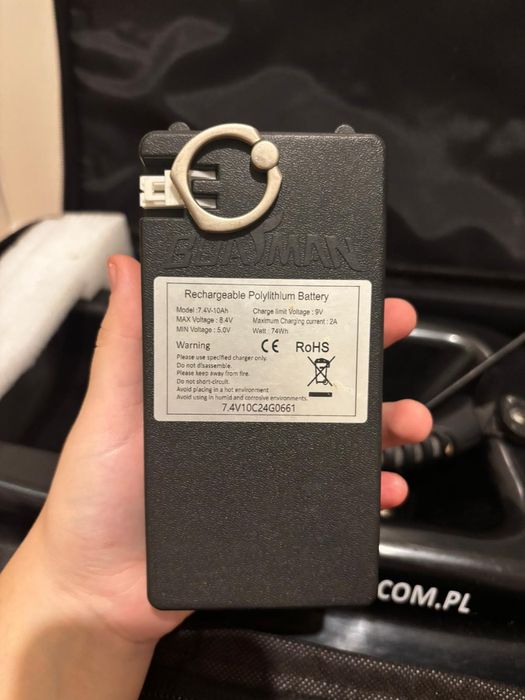 BOATMAN
Rechargeable Polylithium Battery
Model :7.4V-10Ah Charge limit Voltage : 9V
MAX Voltage : 8.4V Maximum Charging current : 2A
MIN Voltage : 5.0V Watt : 74Wh
Warning CE RoHS
Please use specified charger only.
Do not disassemble.
Please keep away from fire.
Do not short-circuit.
Avoid placing in a hot environment
Avoid using in humid and corrosive environments.
7.4V10C24G0661
COM.PL